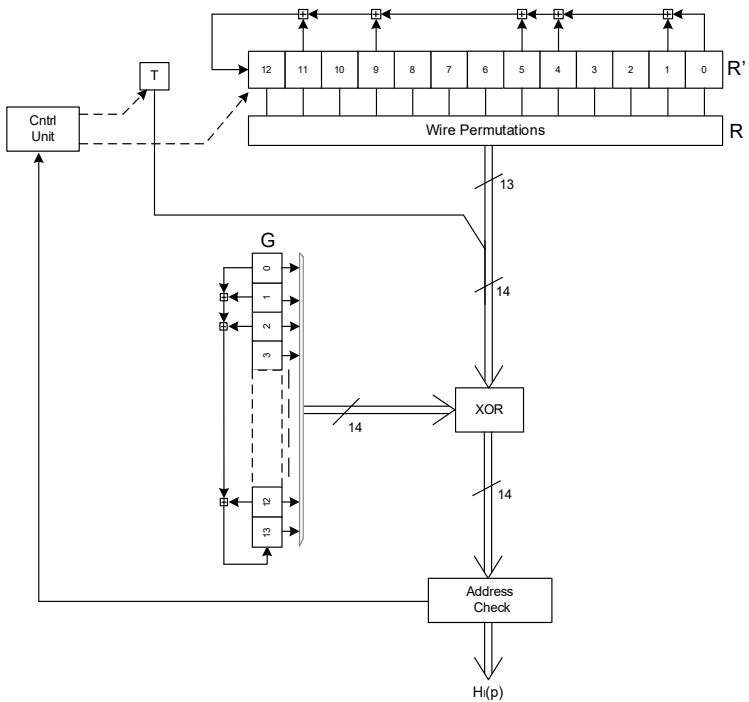 12 11 10 9 8 7 6 5 4 3 2 1 0 R'
T
Cntrl
Unit
Wire Permutations R
13
G
0
1
2
3
12
13
14
14
XOR
14
Address
Check
Hl(p)